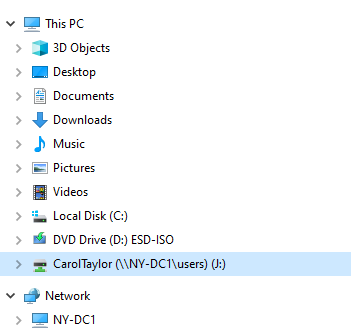 This PC
3D Objects
Desktop
Documents
Downloads
Music
Pictures
Videos
Local Disk (C:)
DVD Drive (D:) ESD-ISO
CarolTaylor (\\NY-DC1\users) (J:)
Network
NY-DC1